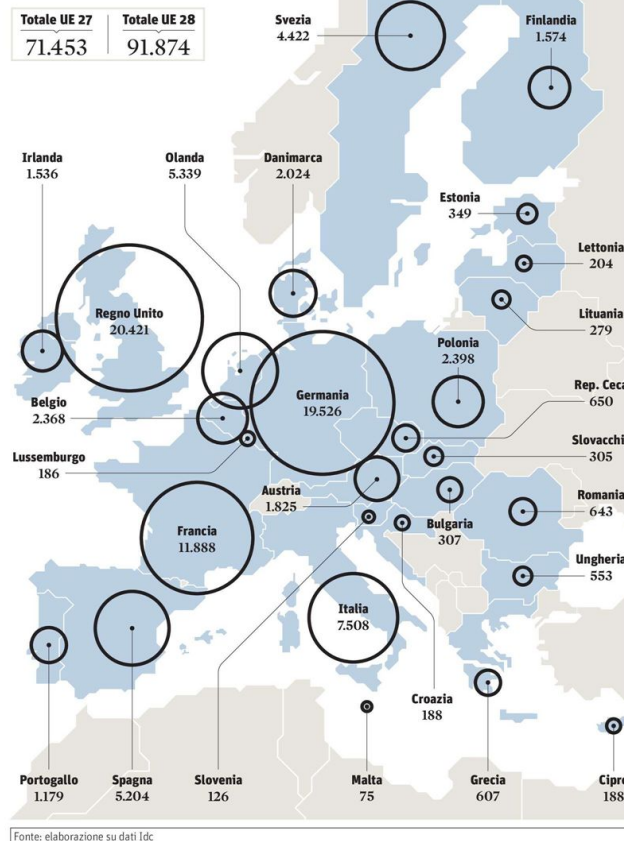 Totale UE 27
71.453
Totale UE 28
91.874
Svezia
4.422
Finlandia
1.574
Irlanda
1.536
Olanda
5.339
Danimarca
2.024
Estonia
349
Lettonia
204
Regno Unito
20.421
Lituania
279
Polonia
2.398
Germania
19.526
Rep. Ceca
650
Belgio
2.368
Slovacchi
305
Lussemburgo
186
Austria
1.825
Romania
643
Bulgaria
307
Francia
11.888
Ungheria
553
Italia
7.508
Croazia
188
Portogallo
1.179
Spagna
5.204
Slovenia
126
Malta
75
Grecia
607
Cipro
188
Fonte: elaborazione su dati Idc